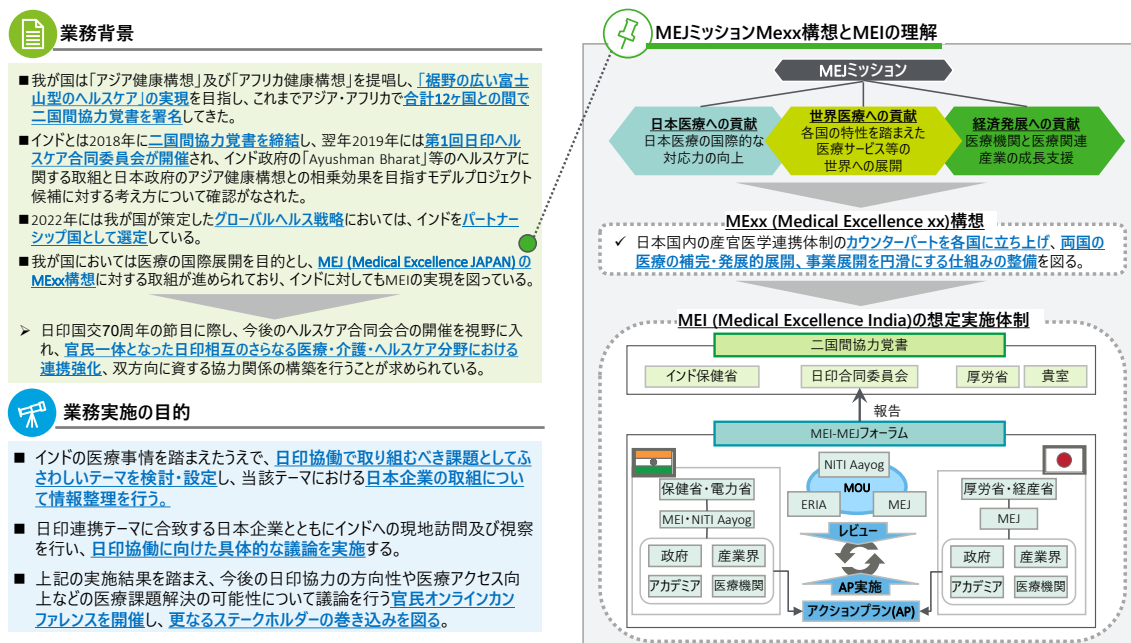 業務背景
■我が国は「アジア健康構想」及び「アフリカ健康構想」を提唱し、「裾野の広い富士
山型のヘルスケア」の実現を目指し、これまでアジア・アフリカで合計12ヶ国との間で
二国間協力覚書を署名してきた。
■インドとは2018年に二国間協力覚書を締結し、翌年2019年には第1回日印ヘル
スケア合同委員会が開催され、インド政府の「Ayushman Bharat」等のヘルスケアに
関する取組と日本政府のアジア健康構想との相乗効果を目指すモデルプロジェクト
候補に対する考え方について確認がなされた。
■2022年には我が国が策定したグローバルヘルス戦略においては、インドをパートナー
シップ国として選定している。
■我が国においては医療の国際展開を目的とし、MEJ (Medical Excellence JAPAN) の
MExx構想に対する取組が進められており、インドに対してもMEIの実現を図っている。
➢ 日印国交70周年の節目に際し、今後のヘルスケア合同会合の開催を視野に入
れ、官民一体となった日印相互のさらなる医療・介護・ヘルスケア分野における
連携強化、双方向に資する協力関係の構築を行うことが求められている。
業務実施の目的
■ インドの医療事情を踏まえたうえで、日印協働で取り組むべき課題としてふ
さわしいテーマを検討・設定し、当該テーマにおける日本企業の取組につい
て情報整理を行う。
■ 日印連携テーマに合致する日本企業とともにインドへの現地訪問及び視察
を行い、日印協働に向けた具体的な議論を実施する。
■ 上記の実施結果を踏まえ、今後の日印協力の方向性や医療アクセス向
上などの医療課題解決の可能性について議論を行う官民オンラインカン
ファレンスを開催し、更なるステークホルダーの巻き込みを図る。
MEJミッションMexx構想とMEIの理解
MEJミッション
日本医療への貢献
日本医療の国際的な
対応力の向上
世界医療への貢献
各国の特性を踏まえた
医療サービス等の
世界への展開
経済発展への貢献
医療機関と医療関連
産業の成長支援
MExx (Medical Excellence xx)構想
✓ 日本国内の産官医学連携体制のカウンターパートを各国に立ち上げ、両国の
医療の補完・発展的展開、事業展開を円滑にする仕組みの整備を図る。
MEI (Medical Excellence India)の想定実施体制
二国間協力覚書
インド保健省
日印合同委員会
厚労省
貴室
報告
MEI-MEJフォーラム
保健省・電力省
MEI・NITI Aayog
政府
産業界
アカデミア
医療機関
NITI Aayog
MOU
ERIA
MEJ
レビュー
AP実施
アクションプラン(AP)
厚労省・経産省
MEJ
政府
産業界
アカデミア
医療機関